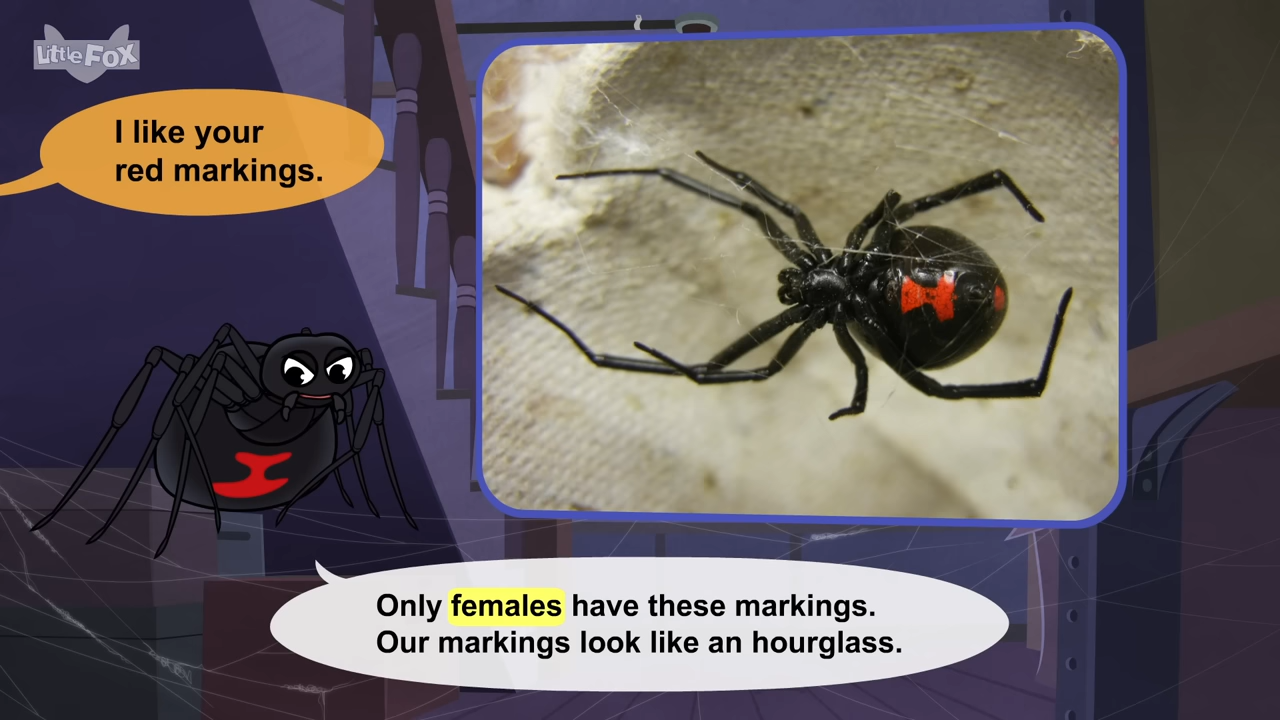 Little Fox
I like your
red markings.
Only females have these markings.
Our markings look like an hourglass.